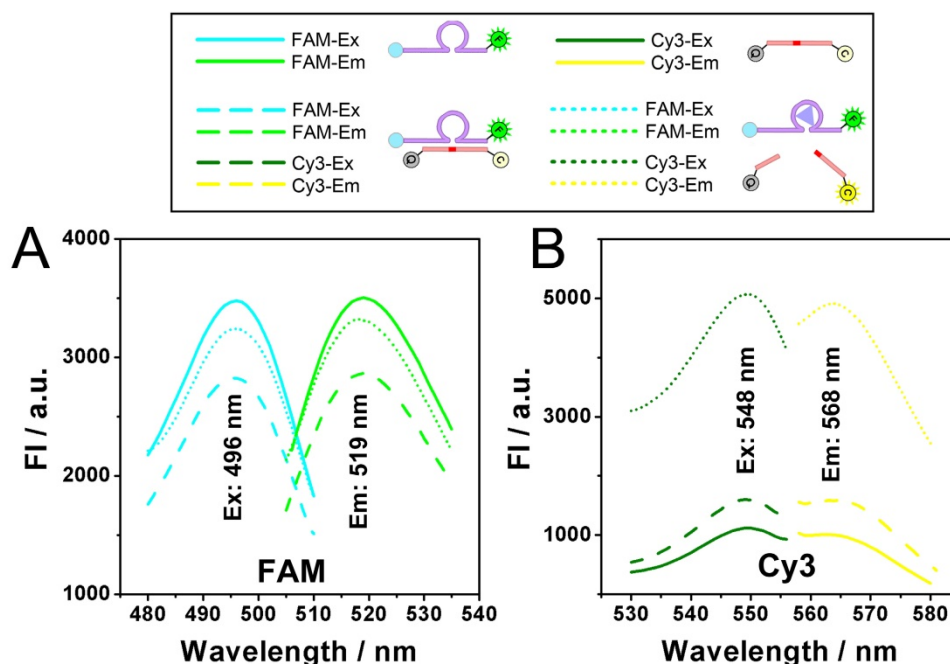 FAM-Ex
FAM-Em
F
Cy3-Ex
Cy3-Em
Q
C
FAM-Ex
FAM-Em
Cy3-Ex
Cy3-Em
F
Q
C
FAM-Ex
FAM-Em
Cy3-Ex
Cy3-Em
F
Q
C
A
4000
3000
2000
1000
FI / a.u.
Ex: 496 nm
Em: 519 nm
FAM
480 490 500 510 520 530 540
Wavelength / nm
B
5000
3000
1000
FI / a.u.
Ex: 548 nm
Em: 568 nm
Cy3
530 540 550 560 570 580
Wavelength / nm